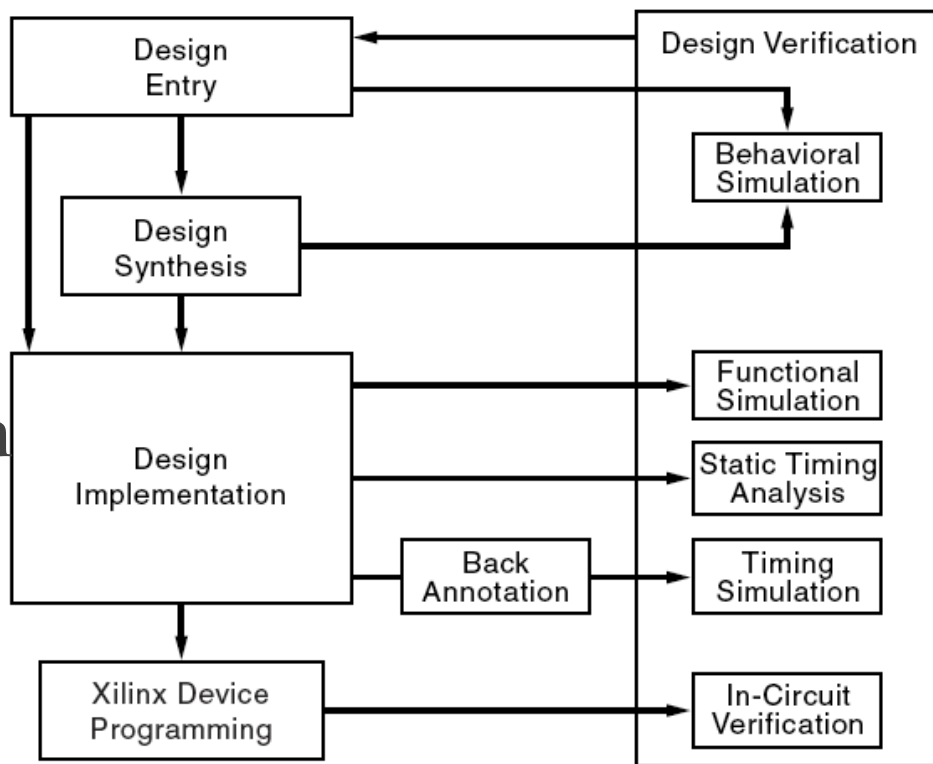 Design
Entry
Design Verification
Behavioral
Simulation
Design
Synthesis
Functional
Simulation
Design
Implementation
Static Timing
Analysis
Back
Annotation
Timing
Simulation
Xilinx Device
Programming
In-Circuit
Verification